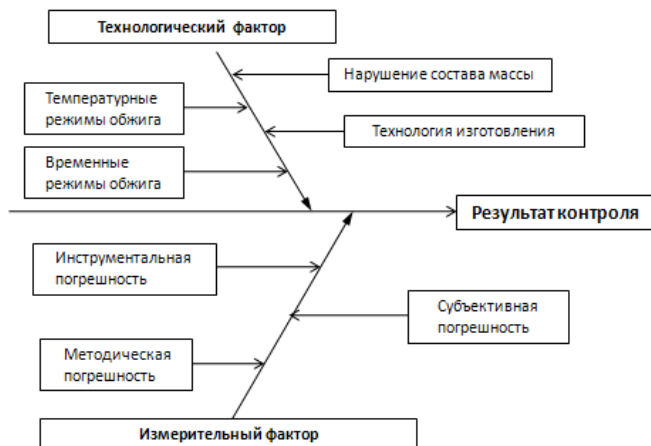 Технологический фактор
Нарушение состава массы
Температурные
режимы обжига
Технология изготовления
Временные
режимы обжига
Результат контроля
Инструментальная
погрешность
Субъективная
погрешность
Методическая
погрешность
Измерительный фактор